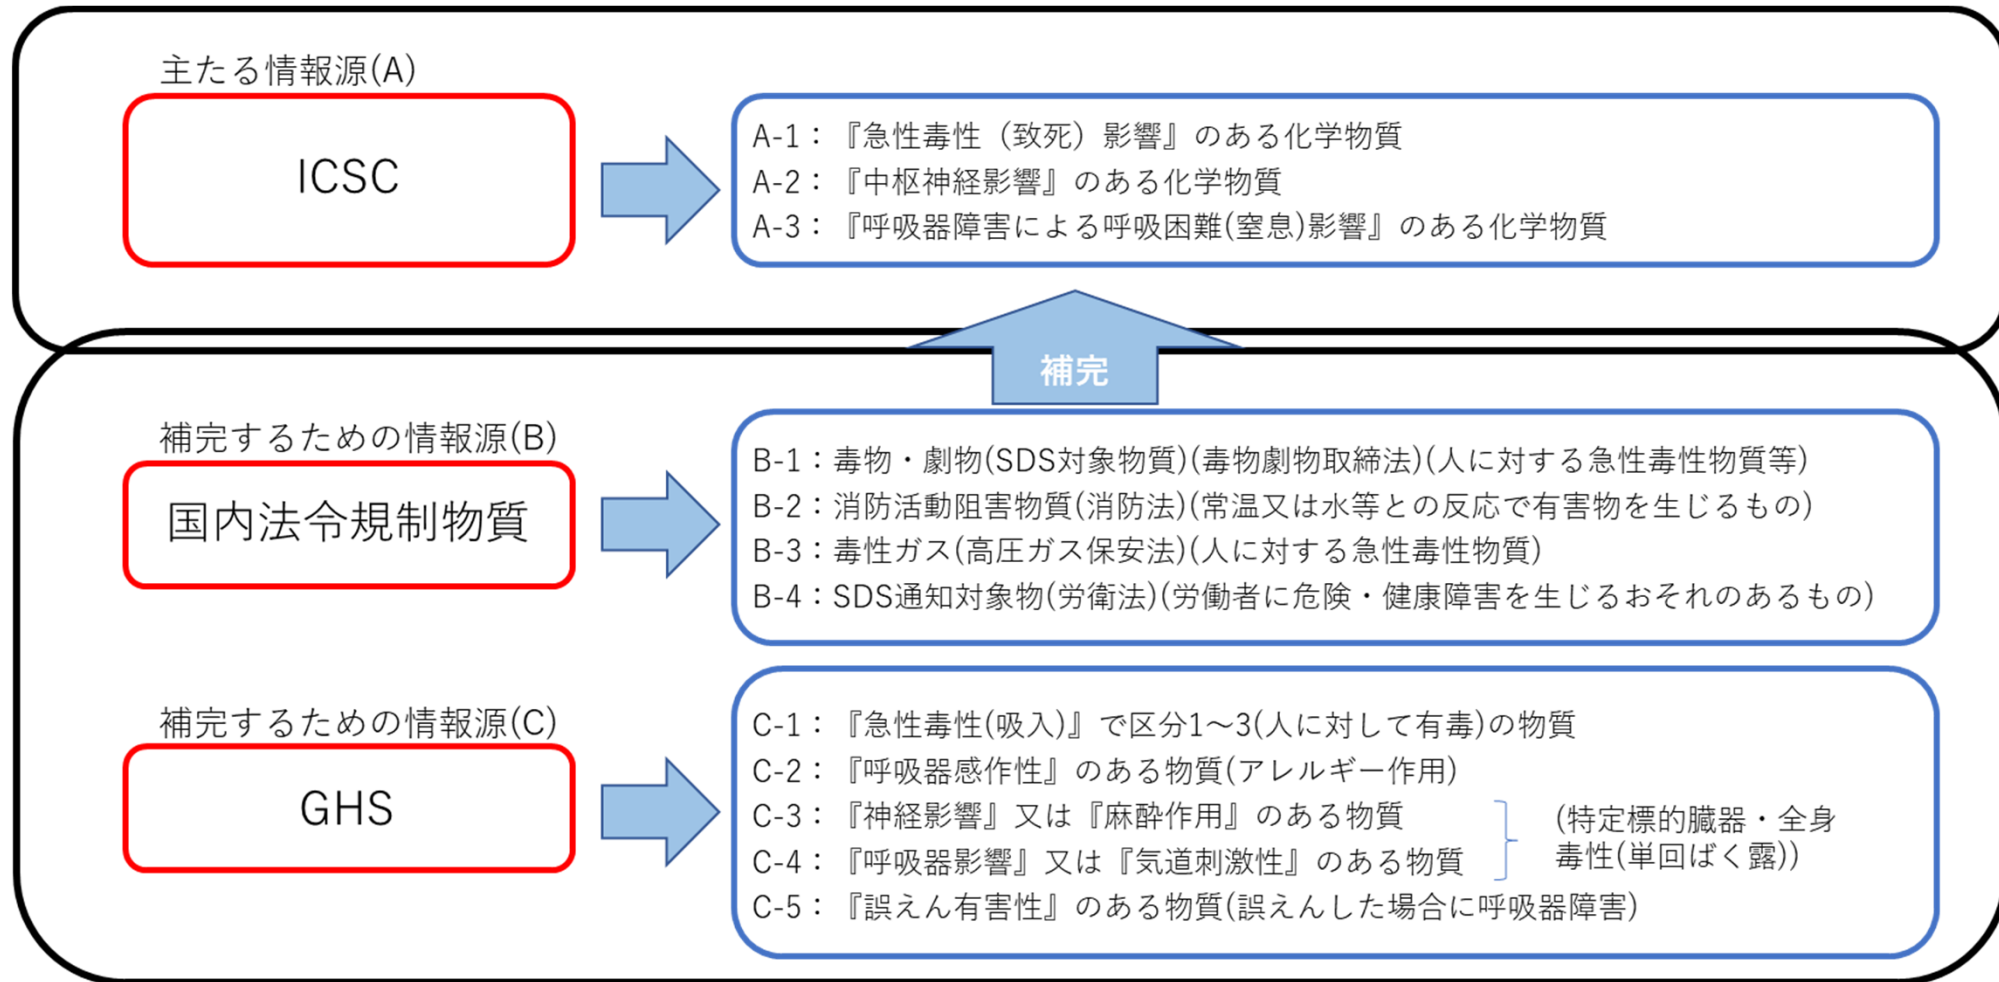 主たる情報源(A)
ICSC
A-1：『急性毒性（致死）影響』のある化学物質
A-2：『中枢神経影響』のある化学物質
A-3：『呼吸器障害による呼吸困難(窒息)影響』のある化学物質
補完
補完するための情報源(B)
国内法令規制物質
B-1：毒物・劇物(SDS対象物質)(毒物劇物取締法)(人に対する急性毒性物質等)
B-2：消防活動阻害物質(消防法)(常温又は水等との反応で有害物を生じるもの)
B-3：毒性ガス(高圧ガス保安法)(人に対する急性毒性物質)
B-4：SDS通知対象物(労衛法)(労働者に危険・健康障害を生じるおそれのあるもの)
補完するための情報源(C)
GHS
C-1：『急性毒性(吸入)』で区分1～3(人に対して有毒)の物質
C-2：『呼吸器感作性』のある物質(アレルギー作用)
C-3：『神経影響』又は『麻酔作用』のある物質
C-4：『呼吸器影響』又は『気道刺激性』のある物質
(特定標的臓器・全身
毒性(単回ばく露))
C-5：『誤えん有害性』のある物質(誤えんした場合に呼吸器障害)